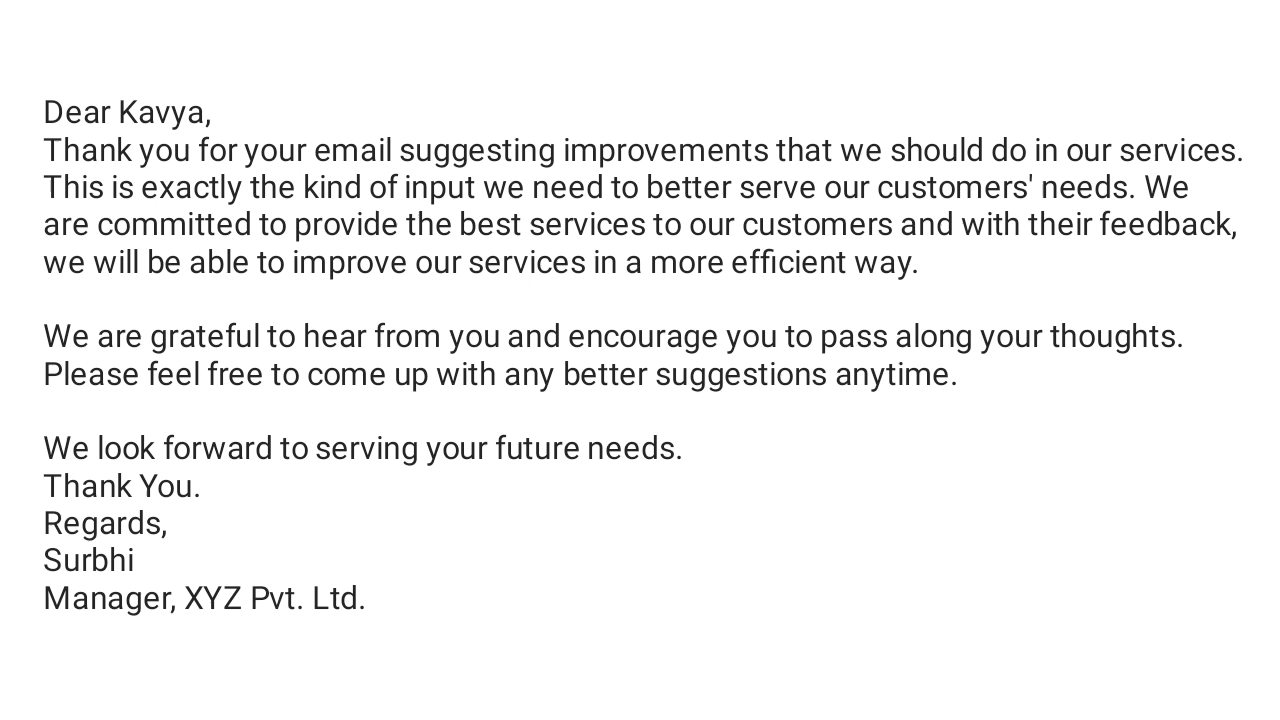 Dear Kavya,
Thank you for your email suggesting improvements that we should do in our services.
This is exactly the kind of input we need to better serve our customers' needs. We
are committed to provide the best services to our customers and with their feedback,
we will be able to improve our services in a more efficient way.
We are grateful to hear from you and encourage you to pass along your thoughts.
Please feel free to come up with any better suggestions anytime.
We look forward to serving your future needs.
Thank You.
Regards,
Surbhi
Manager, XYZ Pvt. Ltd.